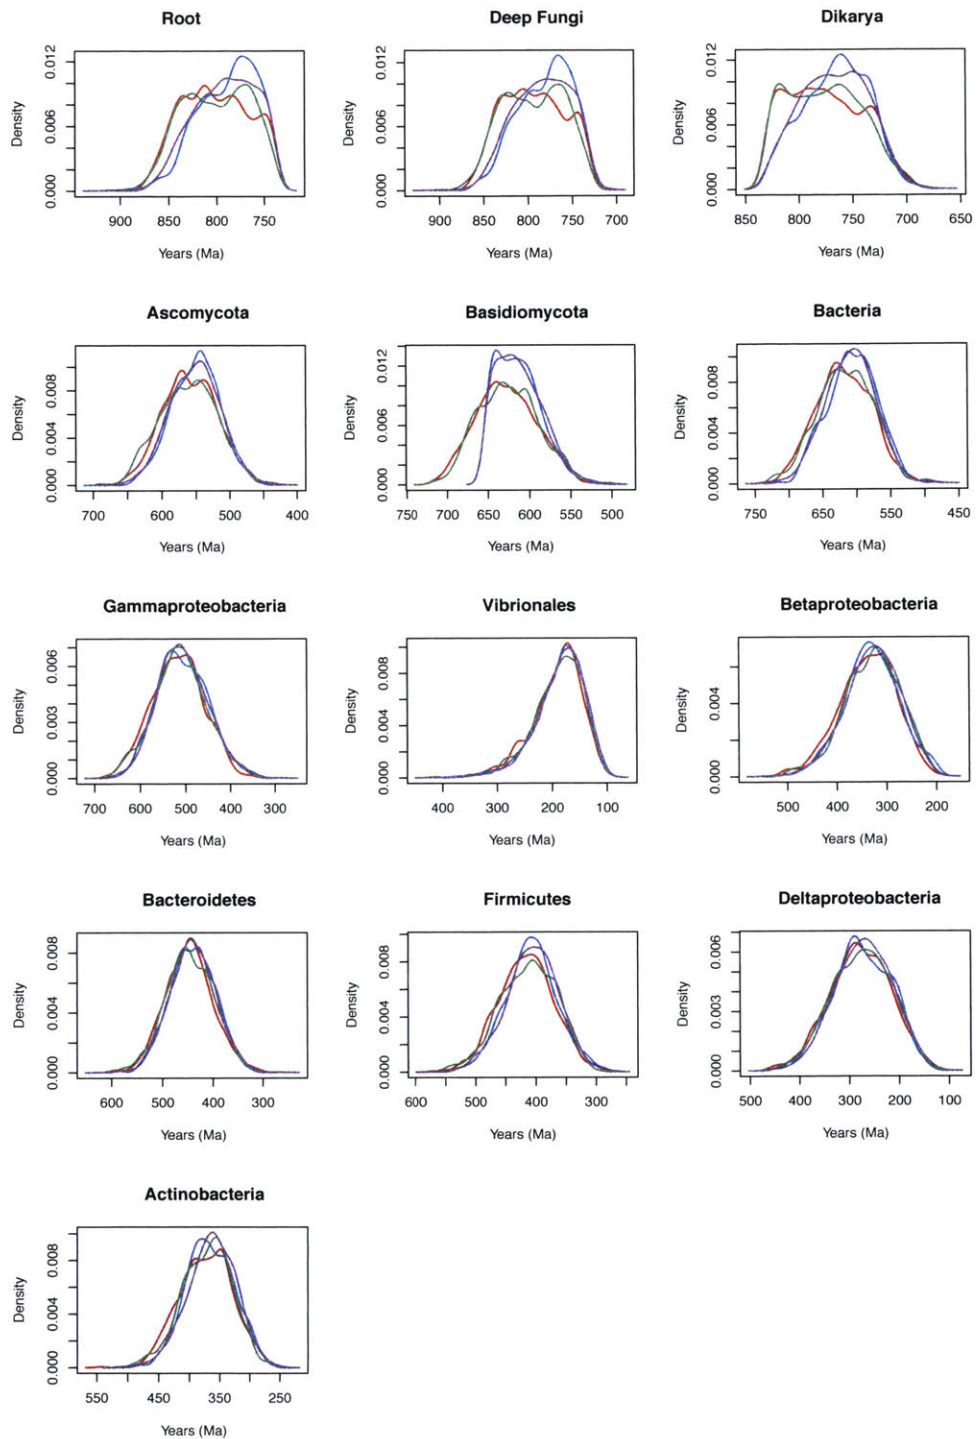 Root
Deep Fungi
Dikarya
Density
0.000 0.006 0.012
900 850 800 750
Years (Ma)
Density
0.000 0.006 0.012
900 850 800 750 700
Years (Ma)
Density
0.000 0.006 0.012
850 800 750 700 650
Years (Ma)
Ascomycota
Basidiomycota
Bacteria
Density
0.000 0.004 0.008
700 600 500 400
Years (Ma)
Density
0.000 0.006 0.012
750 700 650 600 550 500
Years (Ma)
Density
0.000 0.004 0.008
750 650 550 450
Years (Ma)
Gammaproteobacteria
Vibrionales
Betaproteobacteria
Density
0.000 0.003 0.006
700 600 500 400 300
Years (Ma)
Density
0.000 0.004 0.008
400 300 200 100
Years (Ma)
Density
0.000 0.004
500 400 300 200
Years (Ma)
Bacteroidetes
Firmicutes
Deltaproteobacteria
Density
0.000 0.004 0.008
600 500 400 300
Years (Ma)
Density
0.000 0.004 0.008
600 500 400 300
Years (Ma)
Density
0.000 0.003 0.006
500 400 300 200 100
Years (Ma)
Actinobacteria
Density
0.000 0.004 0.008
550 450 350 250
Years (Ma)